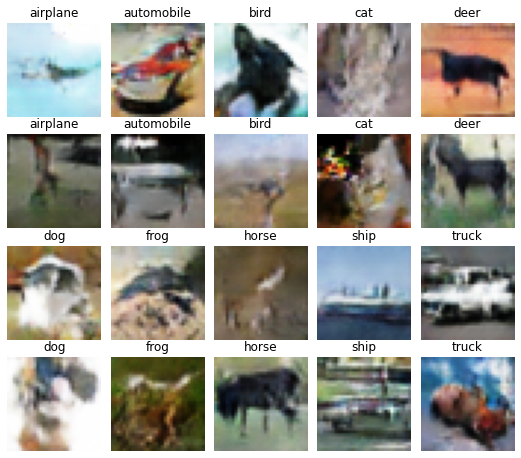 airplane automobile bird cat deer
airplane automobile bird cat deer
dog frog horse ship truck
dog frog horse ship truck